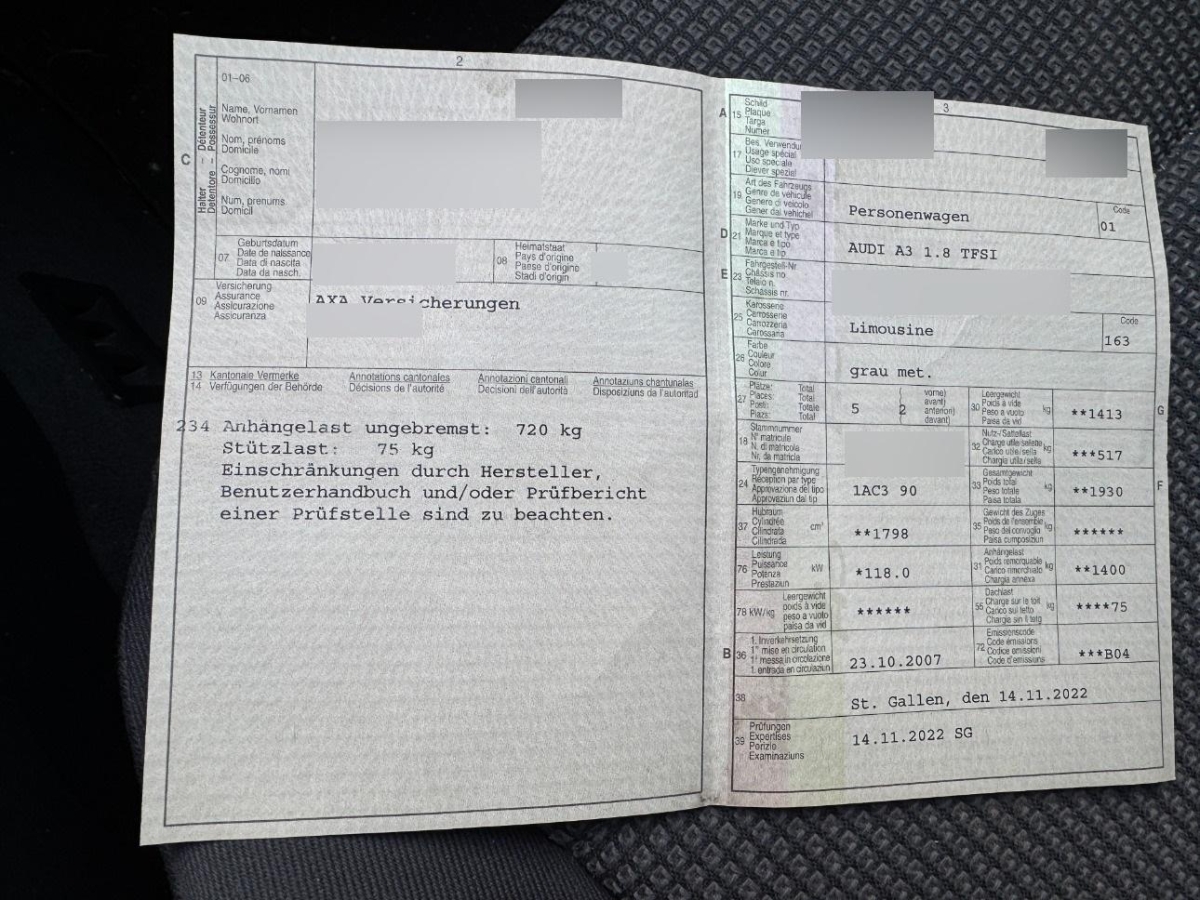 2
01–06
Halter – Détenteur
Detentore – Possessur
C
Name, Vornamen
Wohnort
Nom, prénoms
Domicile
Cognome, nomi
Domicilio
Num, prenums
Domicil
07
Geburtsdatum
Date de naissance
Data di nascita
Data da nasch.
08
Heimatstaat
Pays d'origine
Paese d'origine
Stadi d'origin
09
Versicherung
Assurance
Assicurazione
Assicuranza
AXA Versicherungen
13 Kantonale Vermerke Annotations cantonales Annotazioni cantonali Annotaziuns chantunalas
14 Verfügungen der Behörde Décisions de l'autorité Decisioni dell'autorità Disposiziuns da l'autoritad
234 Anhängelast ungebremst: 720 kg
Stützlast: 75 kg
Einschränkungen durch Hersteller,
Benutzerhandbuch und/oder Prüfbericht
einer Prüfstelle sind zu beachten.
3
A 15
Schild
Plaque
Targa
Numer
17
Bes. Verwendu
Usage spécial
Uso speciale
Diever spezial
19
Art des Fahrzeugs
Genre de véhicule
Genere di veicolo
Gener dal vehichel
Personenwagen
Code
01
D 21
Marke und Typ
Marque et type
Marca e tipo
Marca e tip
AUDI A3 1.8 TFSI
E 23
Fahrgestell-Nr.
Châssis no
Telaio n.
Schassis nr.
25
Karosserie
Carrosserie
Carrozzeria
Carossaria
Limousine
Code
163
26
Farbe
Couleur
Colore
Colur
grau met.
27
Plätze: Total
Places: Total
Posti: Totale
Plazs: Total
5
( vorne)
avant)
( anteriori)
davant)
2
30
Leergewicht
Poids à vide
Peso a vuoto
Paisa da vid
kg
**1413
G
18
Stammnummer
N° matricule
N. di matricola
Nr. da matricla
32
Nutz-/Sattellast
Charge utile/sellette
Carico utile/sella
Chargia utila/sella
kg
***517
24
Typengenehmigung
Réception par type
Approvazione del tipo
Approvaziun dal tip
1AC3 90
33
Gesamtgewicht
Poids total
Peso totale
Paisa totala
kg
**1930
F
37
Hubraum
Cylindrée
Cilindrata
Cilindrada
cm³
**1798
35
Gewicht des Zuges
Poids de l'ensemble
Peso del convoglio
Paisa cumposiziun
kg
******
76
Leistung
Puissance
Potenza
Prestaziun
kW
*118.0
31
Anhängelast
Poids remorquable
Carico rimorchiato
Chargia annexa
kg
**1400
78 kW/kg
Leergewicht
poids à vide
peso a vuoto
paisa da vid
******
55
Dachlast
Charge sur le toit
Carico sul tetto
Chargia sin il tetg
kg
****75
B 36
1. Inverkehrsetzung
1re mise en circulation
1a messa in circolazione
1. entrada en circulaziun
23.10.2007
72
Emissionscode
Code émissions
Codice emissioni
Code d'emissiuns
***B04
38
St. Gallen, den 14.11.2022
39
Prüfungen
Expertises
Perizie
Examinaziuns
14.11.2022 SG